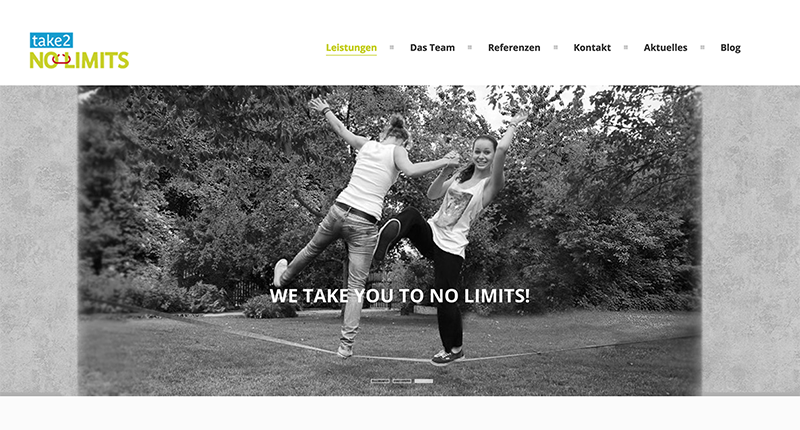 take2
NO LIMITS
Leistungen Das Team Referenzen Kontakt Aktuelles Blog
WE TAKE YOU TO NO LIMITS!